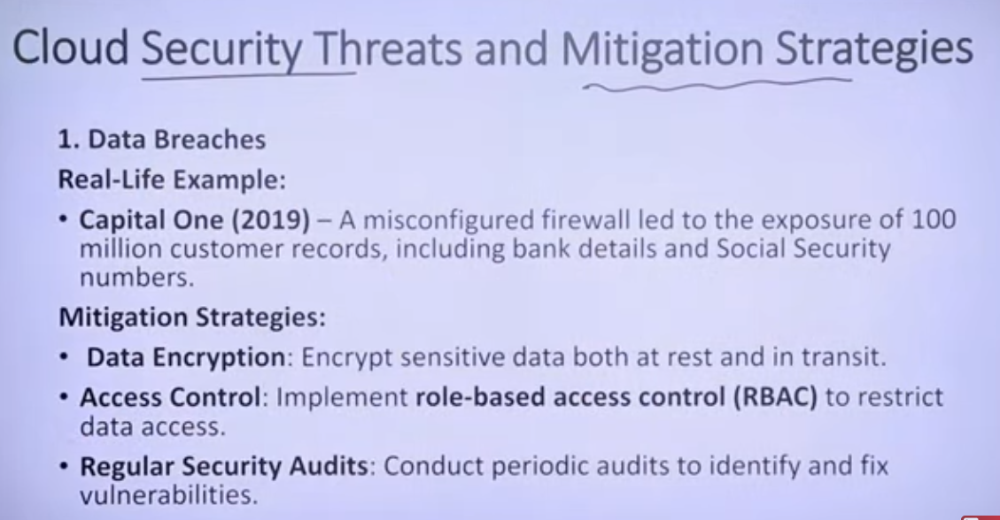 Cloud Security Threats and Mitigation Strategies
1. Data Breaches
Real-Life Example:
• Capital One (2019) – A misconfigured firewall led to the exposure of 100
million customer records, including bank details and Social Security
numbers.
Mitigation Strategies:
• Data Encryption: Encrypt sensitive data both at rest and in transit.
• Access Control: Implement role-based access control (RBAC) to restrict
data access.
• Regular Security Audits: Conduct periodic audits to identify and fix
vulnerabilities.